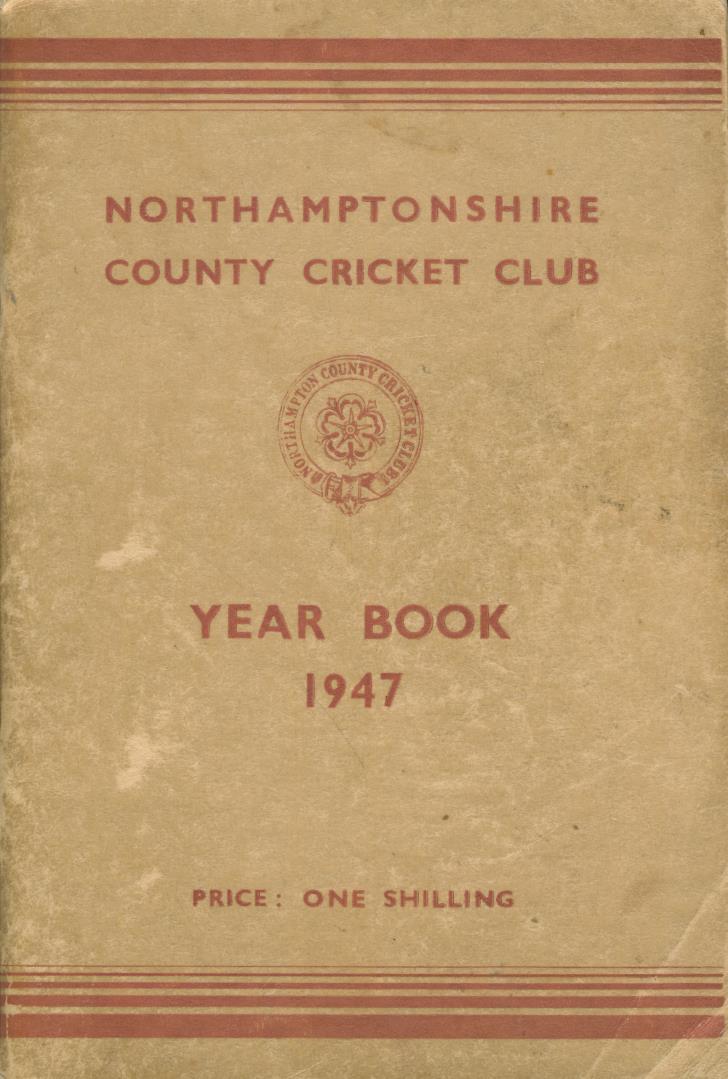 NORTHAMPTONSHIRE
COUNTY CRICKET CLUB
NORTHAMPTON COUNTY CRICKET CLUB
YEAR BOOK
1947
PRICE: ONE SHILLING